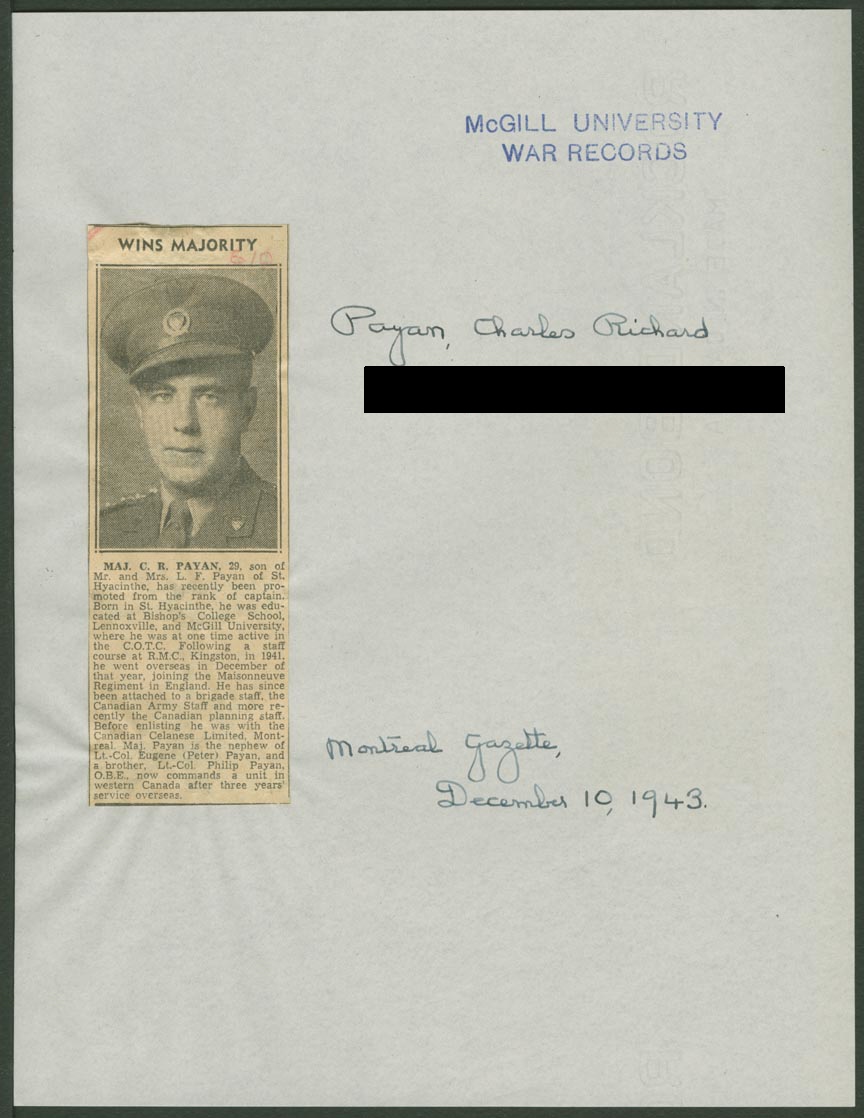 McGILL UNIVERSITY
WAR RECORDS
WINS MAJORITY
Payan, Charles Richard
MAJ. C. R. PAYAN, 29, son of
Mr. and Mrs. L. F. Payan of St.
Hyacinthe, has recently been pro-
moted from the rank of captain.
Born in St. Hyacinthe, he was edu-
cated at Bishop's College School,
Lennoxville, and McGill University,
where he was at one time active in
the C.O.T.C. Following a staff
course at R.M.C., Kingston, in 1941,
he went overseas in December of
that year, joining the Maisonneuve
Regiment in England. He has since
been attached to a brigade staff, the
Canadian Army Staff and more re-
cently the Canadian planning staff.
Before enlisting he was with the
Canadian Celanese Limited, Mont-
real. Maj. Payan is the nephew of
Lt.-Col. Eugene (Peter) Payan, and
a brother, Lt.-Col. Philip Payan,
O.B.E., now commands a unit in
western Canada after three years'
service overseas.
Montreal Gazette,
December 10, 1943.